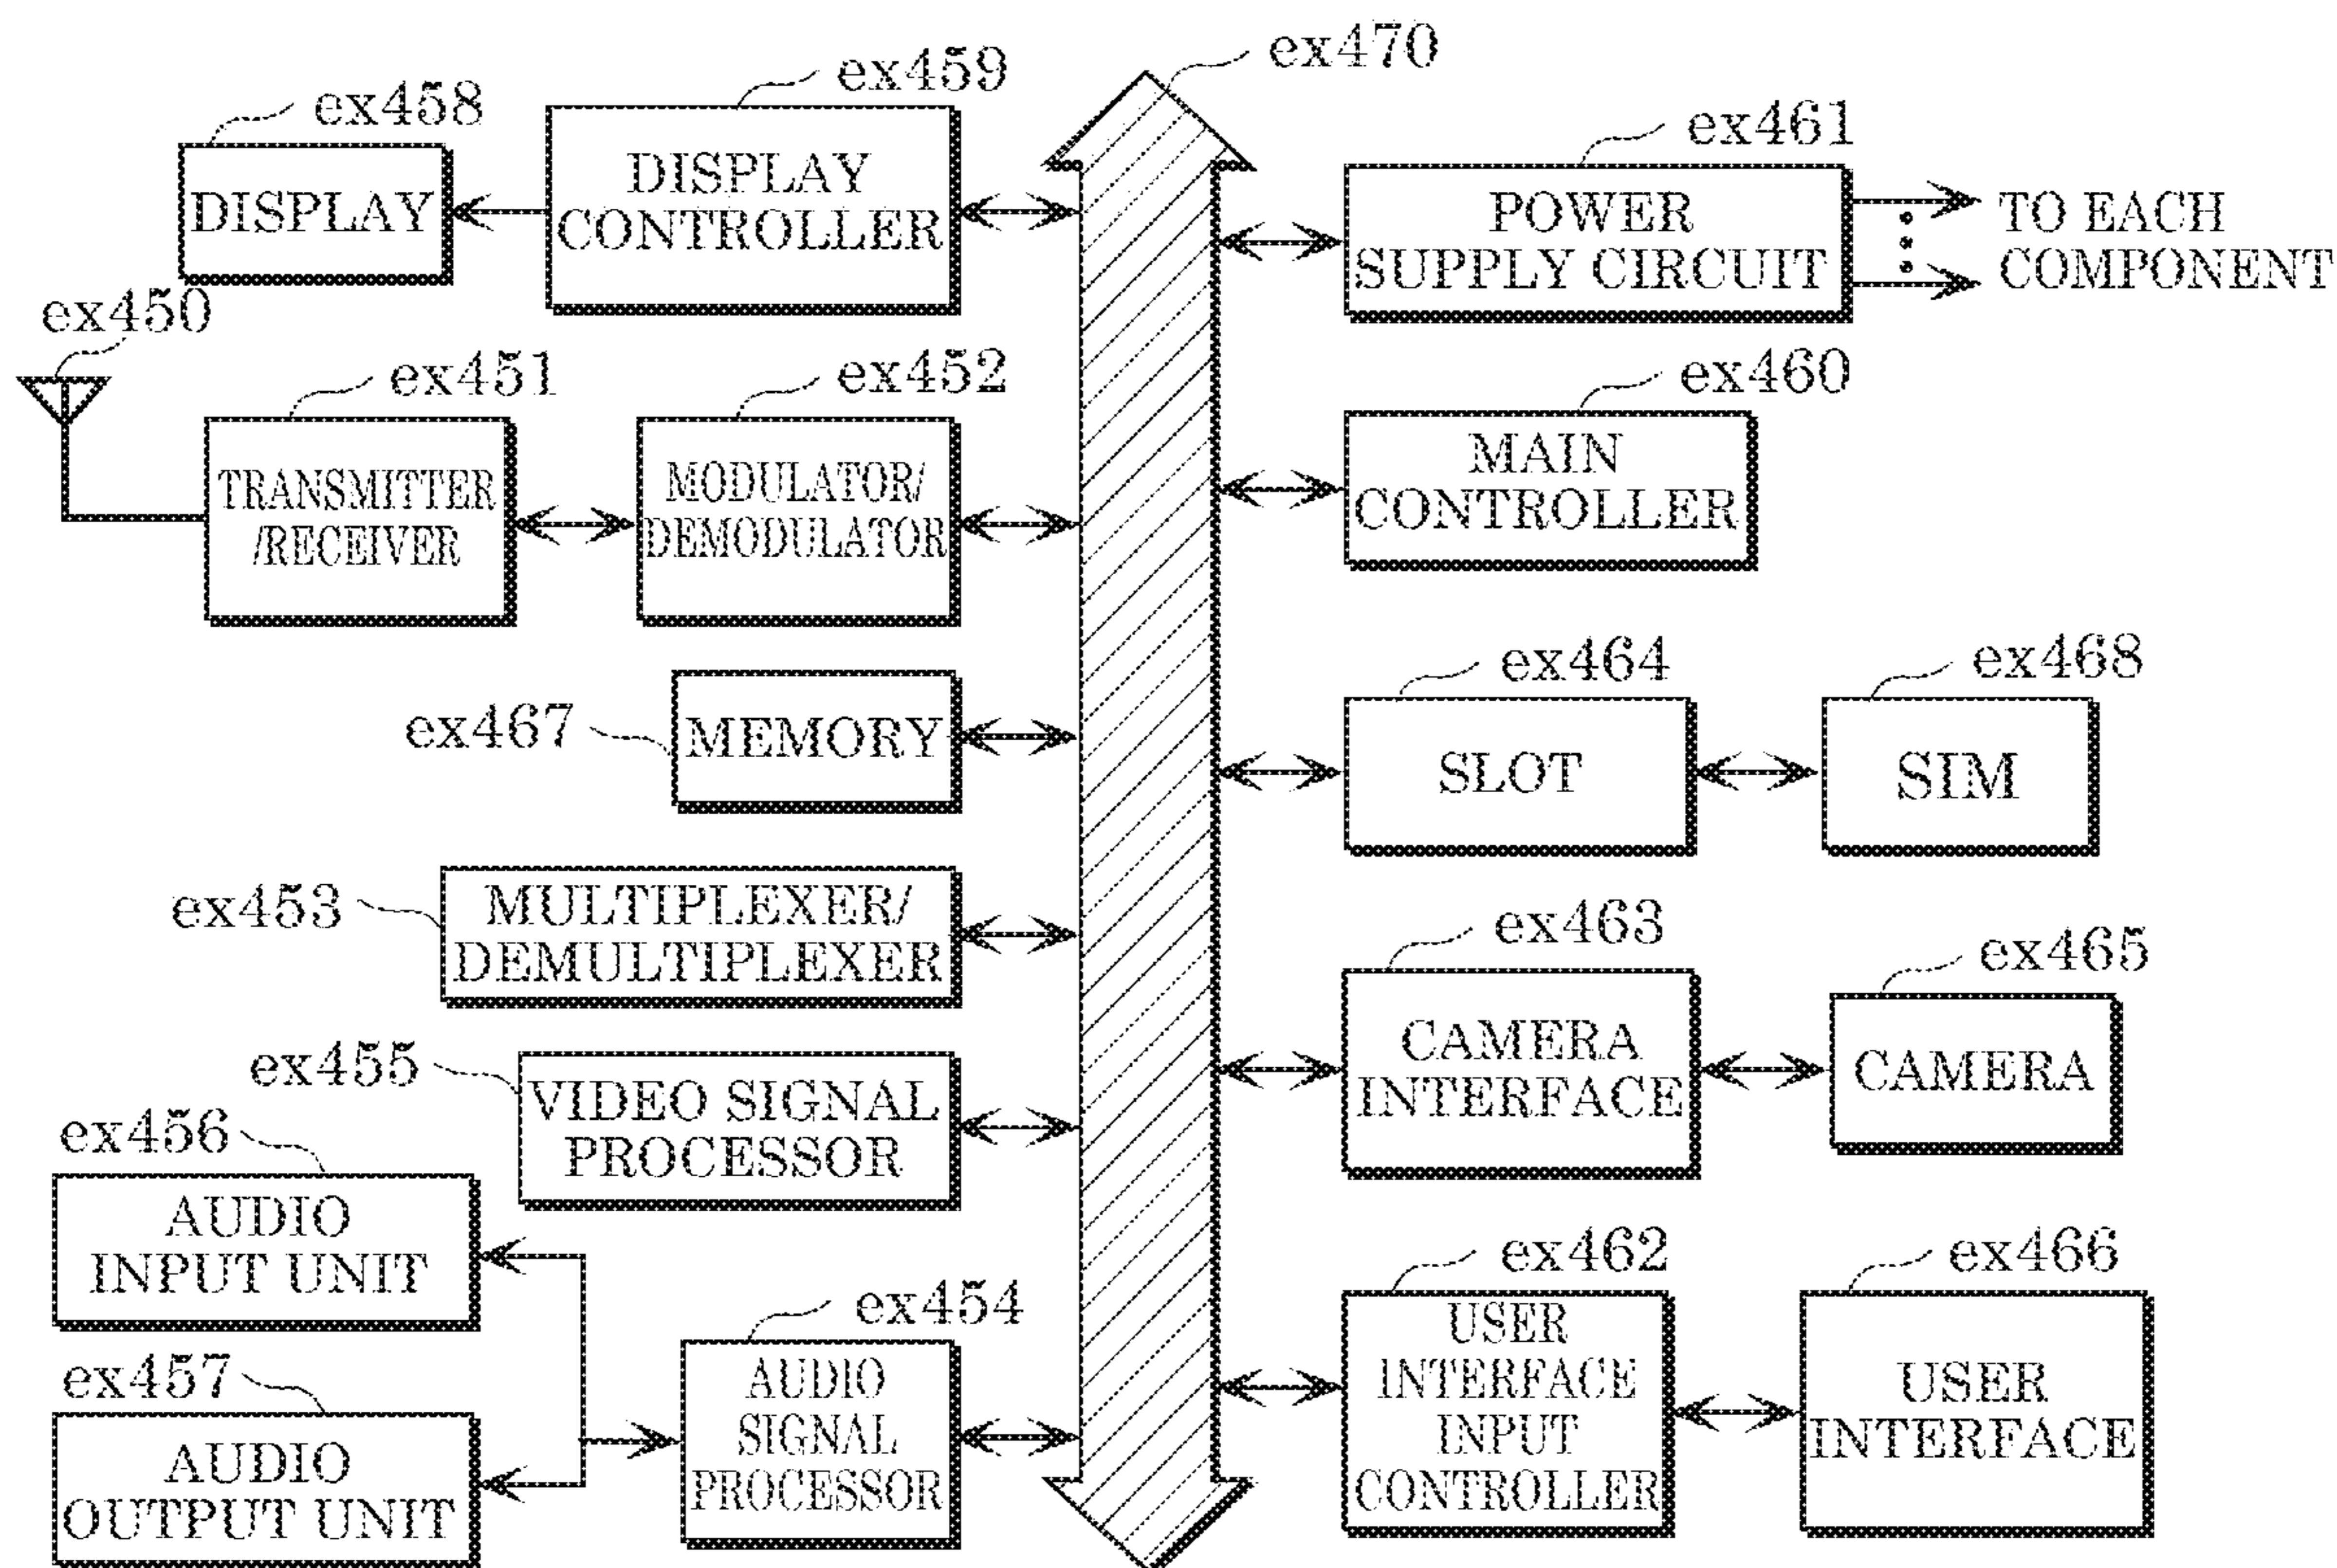 ex470
ex459
ex458
DISPLAY
DISPLAY
CONTROLLER
ex461
POWER
SUPPLY CIRCUIT
TO EACH
COMPONENT
ex450
ex451
TRANSMITTER
/RECEIVER
ex452
MODULATOR/
DEMODULATOR
ex460
MAIN
CONTROLLER
ex467
MEMORY
ex464
SLOT
ex468
SIM
ex453
MULTIPLEXER/
DEMULTIPLEXER
ex463
CAMERA
INTERFACE
ex465
CAMERA
ex455
VIDEO SIGNAL
PROCESSOR
ex456
AUDIO
INPUT UNIT
ex457
AUDIO
OUTPUT UNIT
ex454
AUDIO
SIGNAL
PROCESSOR
ex462
USER
INTERFACE
INPUT
CONTROLLER
ex466
USER
INTERFACE